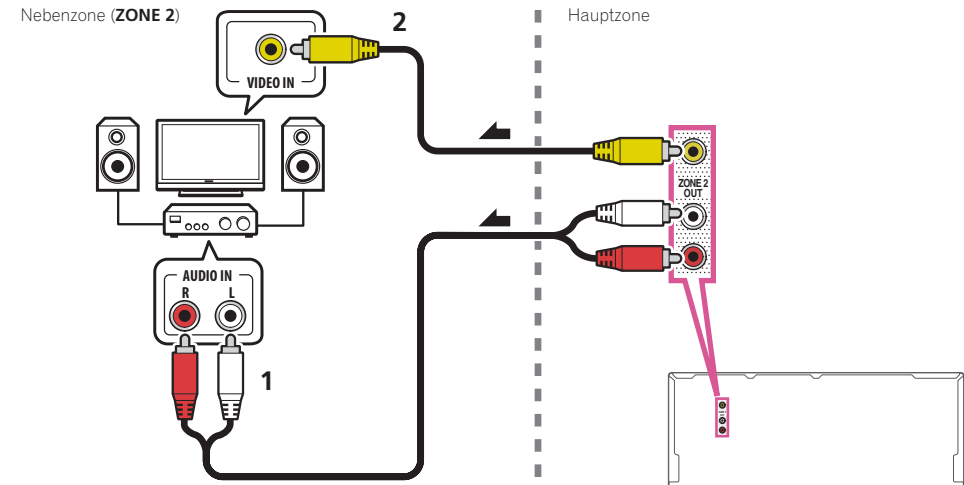 Nebenzone (ZONE 2)
2
Hauptzone
VIDEO IN
ZONE 2
OUT
AUDIO IN
R L
1